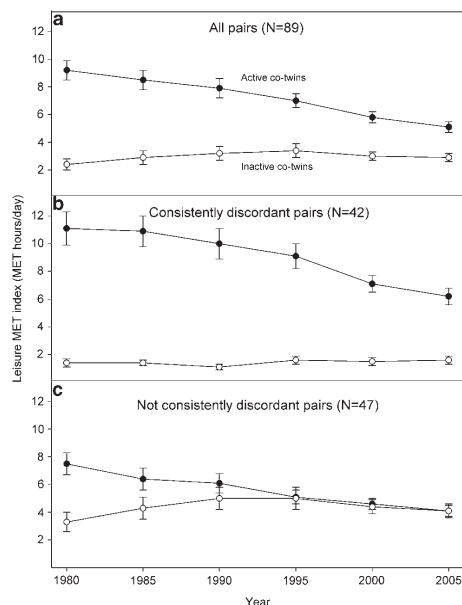 a
All pairs (N=89)
12
10
8
6
4
2
Active co-twins
Inactive co-twins
Leisure MET index (MET hours/day)
b
Consistently discordant pairs (N=42)
12
10
8
6
4
2
c
Not consistently discordant pairs (N=47)
12
10
8
6
4
2
1980 1985 1990 1995 2000 2005
Year